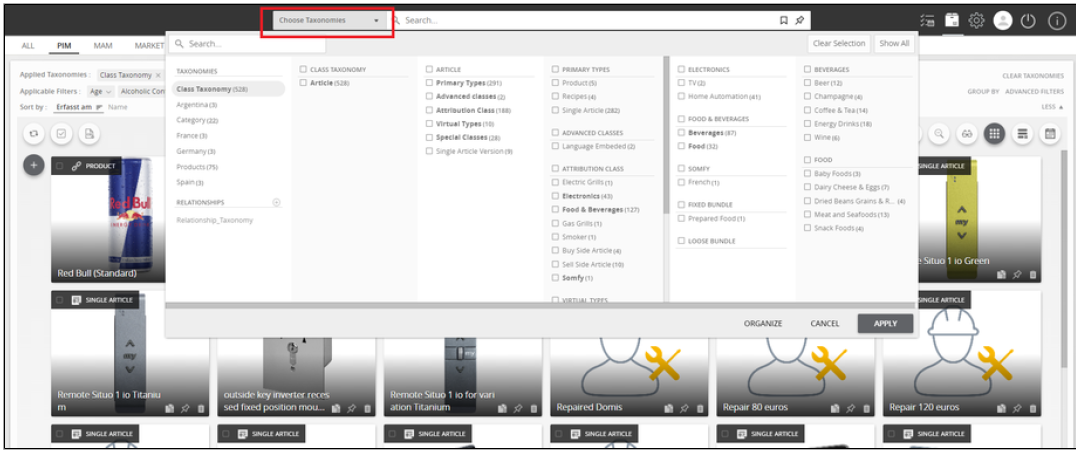 Choose Taxonomies
Search...
ALL PIM MAM MARKET
Search...
Clear Selection Show All
Applied Taxonomies : Class Taxonomy ×
Applicable Filters : Age Alcoholic Con
Sort by : Erfasst am Name
CLEAR TAXONOMIES
GROUP BY ADVANCED FILTERS
LESS
TAXONOMIES
Class Taxonomy (528)
Argentina (3)
Category (22)
France (3)
Germany (3)
Products (75)
Spain (3)
RELATIONSHIPS
Relationship_Taxonomy
CLASS TAXONOMY
Article (528)
ARTICLE
Primary Types (291)
Advanced classes (2)
Attribution Class (188)
Virtual Types (10)
Special Classes (28)
Single Article Version (9)
PRIMARY TYPES
Product (5)
Recipes (4)
Single Article (282)
ADVANCED CLASSES
Language Embeded (2)
ATTRIBUTION CLASS
Electric Grills (1)
Electronics (43)
Food & Beverages (127)
Gas Grills (1)
Smoker (1)
Buy Side Article (4)
Sell Side Article (10)
Somfy (1)
VIRTUAL TYPES
ELECTRONICS
TV (2)
Home Automation (41)
FOOD & BEVERAGES
Beverages (87)
Food (32)
SOMFY
French (1)
FIXED BUNDLE
Prepared Food (1)
LOOSE BUNDLE
BEVERAGES
Beer (12)
Champagne (4)
Coffee & Tea (14)
Energy Drinks (18)
Wine (6)
FOOD
Baby Foods (3)
Dairy Cheese & Eggs (7)
Dried Beans Grains & R... (4)
Meat and Seafoods (13)
Snack Foods (4)
ORGANIZE CANCEL APPLY
PRODUCT
Red Bull
Red Bull (Standard)
SINGLE ARTICLE
my
Situo 1 io Green
SINGLE ARTICLE
my
Remote Situo 1 io Titaniu
m
outside key inverter reces
sed fixed position mou...
my
Remote Situo 1 io for vari
ation Titanium
Repaired Domis
Repair 80 euros
SINGLE ARTICLE
Repair 120 euros
SINGLE ARTICLE
SINGLE ARTICLE
SINGLE ARTICLE
SINGLE ARTICLE
SINGLE ARTICLE
SINGLE ARTICLE